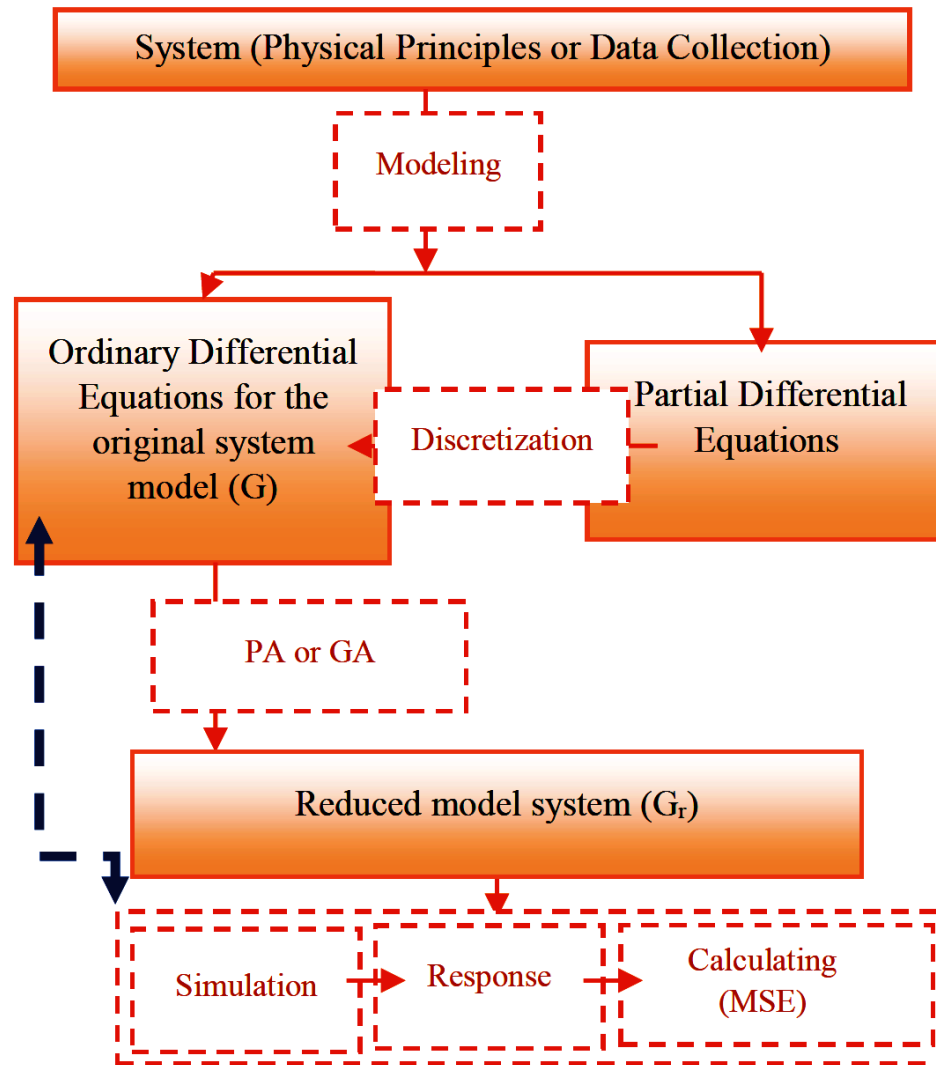 System (Physical Principles or Data Collection)
Modeling
Ordinary Differential
Equations for the
original system
model (G)
Discretization
Partial Differential
Equations
PA or GA
Reduced model system (Gᵣ)
Simulation
Response
Calculating
(MSE)